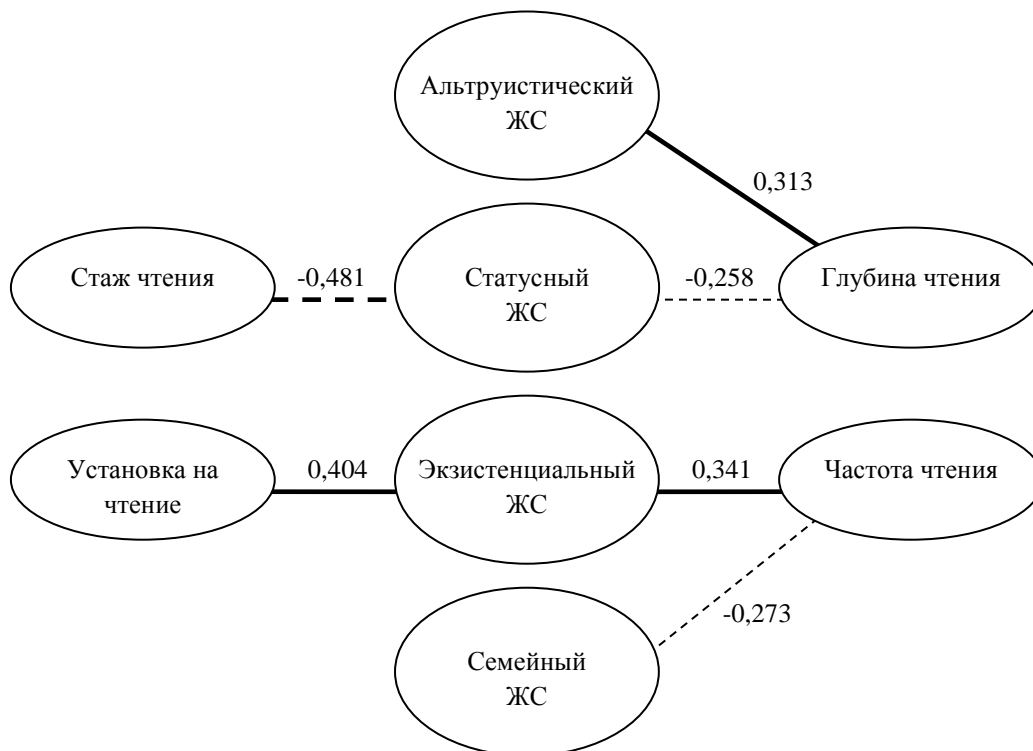 Альтруистический
ЖС
0,313
Стаж чтения
-0,481
Статусный
ЖС
-0,258
Глубина чтения
Установка на
чтение
0,404
Экзистенциальный
ЖС
0,341
Частота чтения
-0,273
Семейный
ЖС